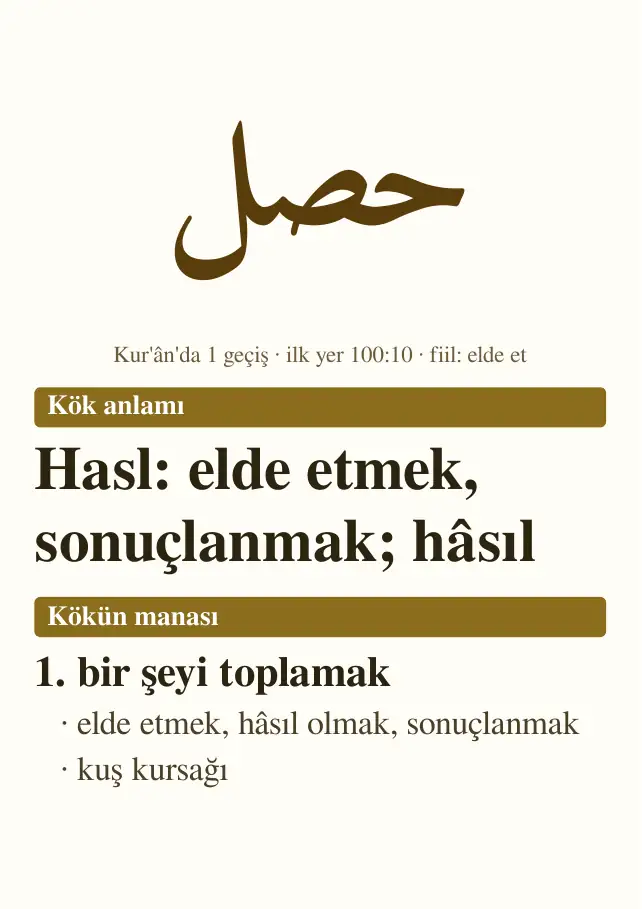 حصل
Kur'ân'da 1 geçiş · ilk yer 100:10 · fiil: elde et
Kök anlamı
Hasl: elde etmek,
sonuçlanmak; hâsıl
Kökün manası
1. bir şeyi toplamak
· elde etmek, hâsıl olmak, sonuçlanmak
· kuş kursağı